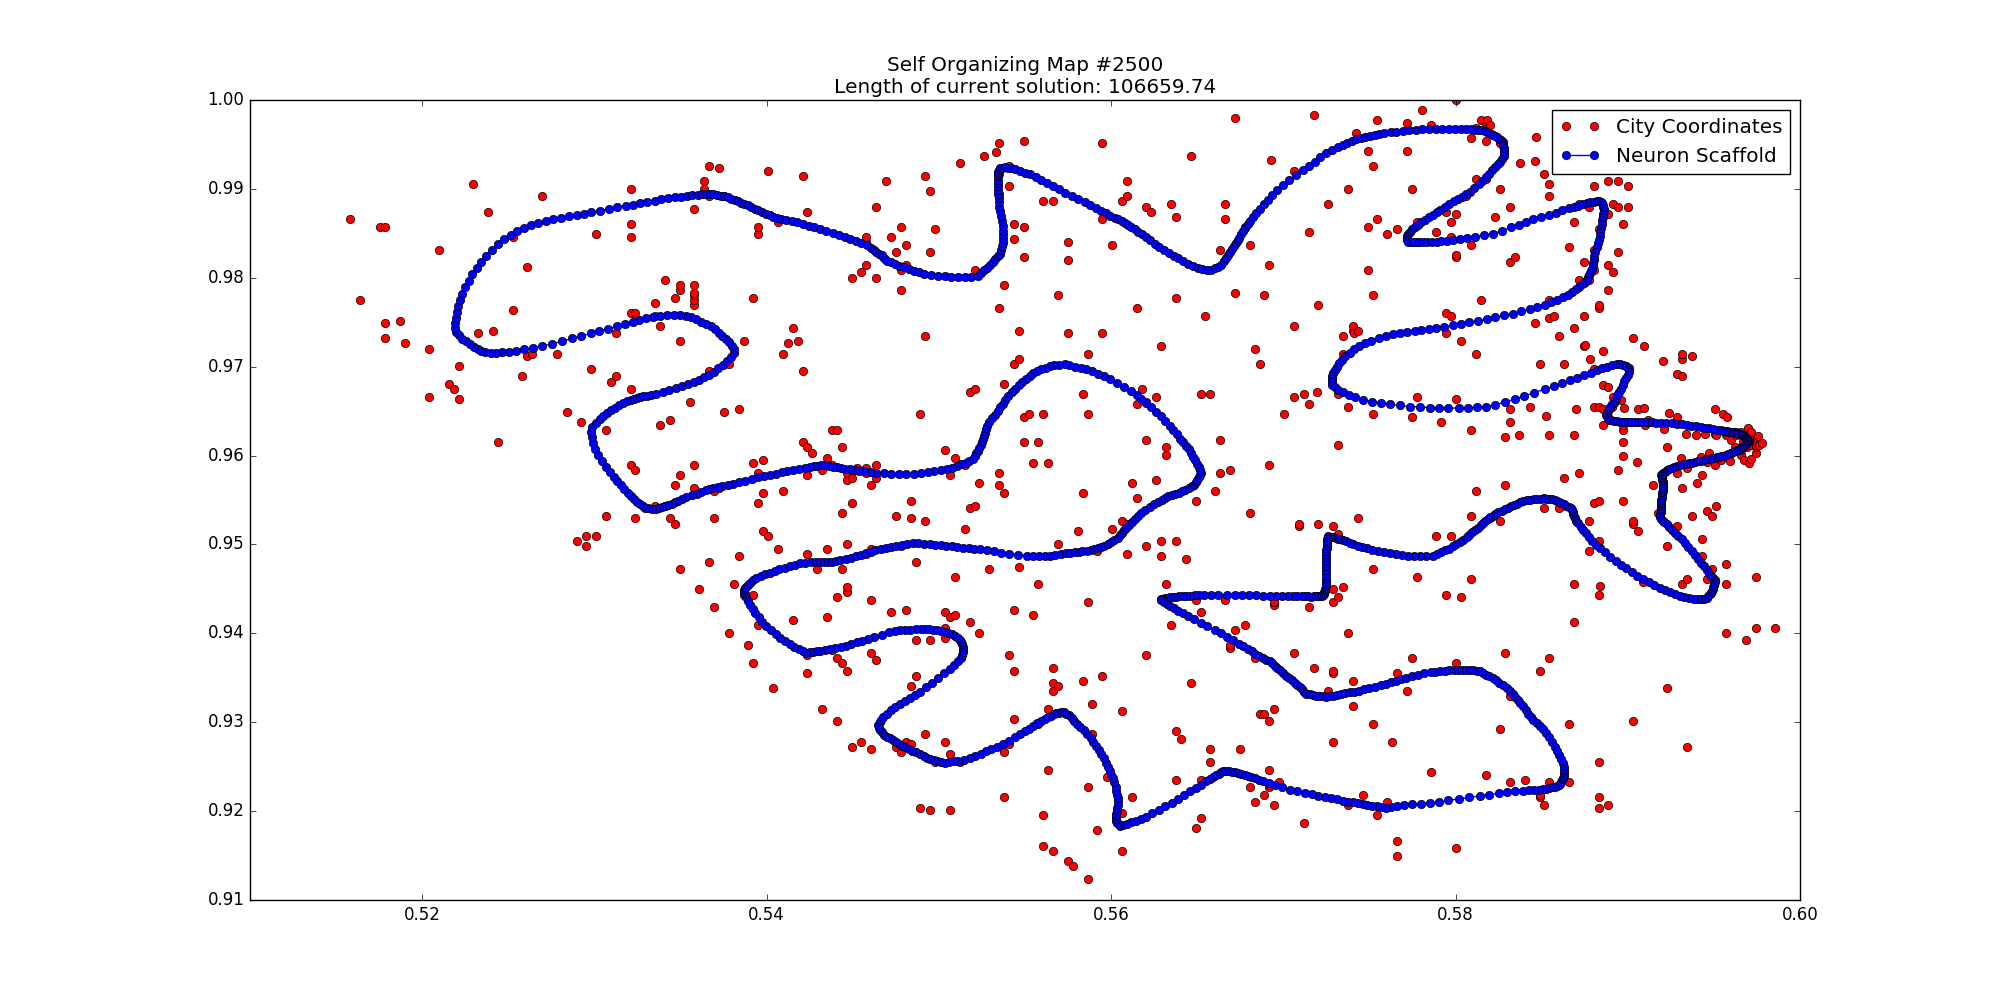 Self Organizing Map #2500
Length of current solution: 106659.74
City Coordinates
Neuron Scaffold
1.00
0.99
0.98
0.97
0.96
0.95
0.94
0.93
0.92
0.91
0.52 0.54 0.56 0.58 0.60